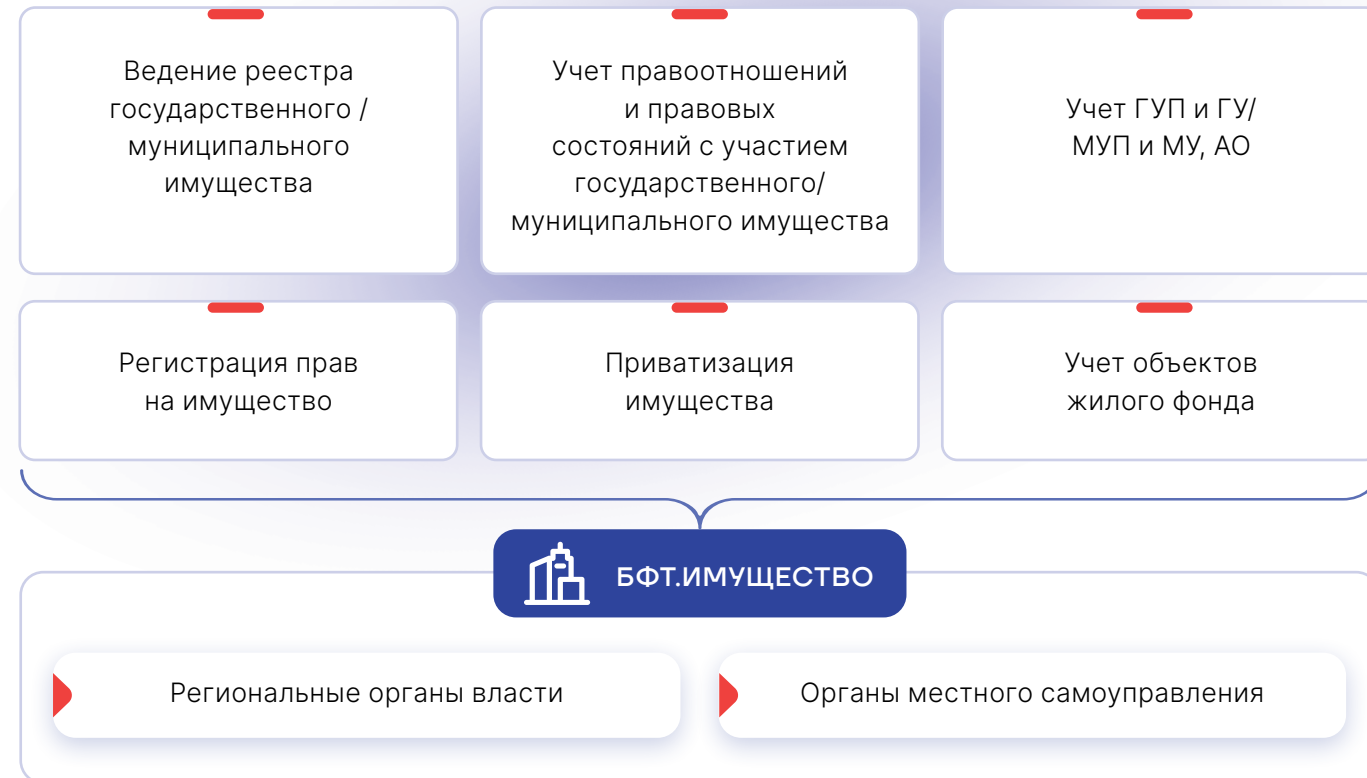 Ведение реестра
государственного /
муниципального
имущества
Учет правоотношений
и правовых
состояний с участием
государственного/
муниципального имущества
Учет ГУП и ГУ/
МУП и МУ, АО
Регистрация прав
на имущество
Приватизация
имущества
Учет объектов
жилого фонда
БФТ.ИМУЩЕСТВО
Региональные органы власти
Органы местного самоуправления